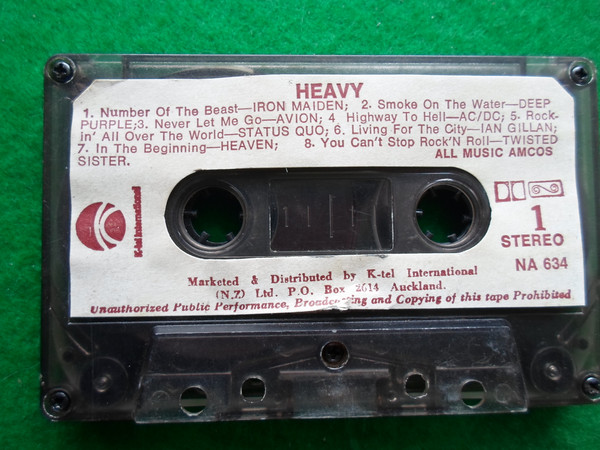 HEAVY
1. Number Of The Beast—IRON MAIDEN; 2. Smoke On The Water—DEEP
PURPLE;3. Never Let Me Go—AVION; 4. Highway To Hell—AC/DC; 5. Rock-
in' All Over The World—STATUS QUO; 6. Living For The City—IAN GILLAN;
7. In The Beginning—HEAVEN; 8. You Can't Stop Rock'N Roll—TWISTED
SISTER.
ALL MUSIC AMCOS
K-tel International
1
STEREO
NA 634
Marketed & Distributed by K-tel International
(N.Z) Ltd. P.O. Box 2614 Auckland.
Unauthorized Public Performance, Broadcasting and Copying of this tape Prohibited